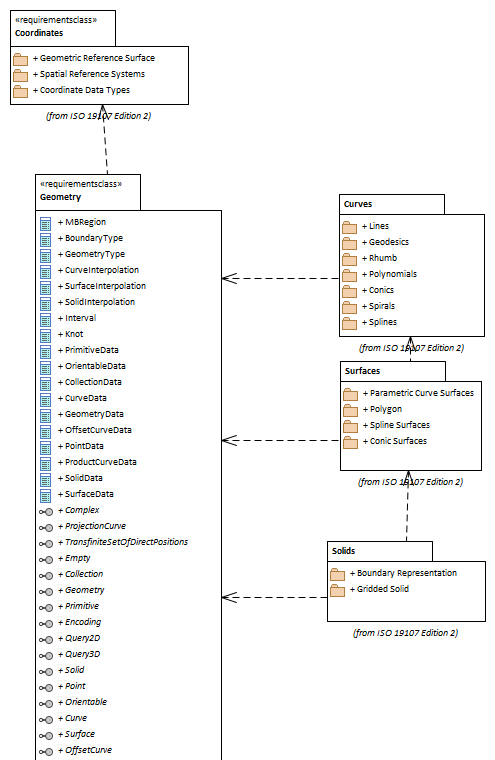 «requirementsclass»
Coordinates
+ Geometric Reference Surface
+ Spatial Reference Systems
+ Coordinate Data Types
(from ISO 19107 Edition 2)
«requirementsclass»
Geometry
+ MBRegion
+ BoundaryType
+ GeometryType
+ CurveInterpolation
+ SurfaceInterpolation
+ SolidInterpolation
+ Interval
+ Knot
+ PrimitiveData
+ OrientableData
+ CollectionData
+ CurveData
+ GeometryData
+ OffsetCurveData
+ PointData
+ ProductCurveData
+ SolidData
+ SurfaceData
+ Complex
+ ProjectionCurve
+ TransfiniteSetOfDirectPositions
+ Empty
+ Collection
+ Geometry
+ Primitive
+ Encoding
+ Query2D
+ Query3D
+ Solid
+ Point
+ Orientable
+ Curve
+ Surface
+ OffsetCurve
Curves
+ Lines
+ Geodesics
+ Rhumb
+ Polynomials
+ Conics
+ Spirals
+ Splines
(from ISO 19107 Edition 2)
Surfaces
+ Parametric Curve Surfaces
+ Polygon
+ Spline Surfaces
+ Conic Surfaces
(from ISO 19107 Edition 2)
Solids
+ Boundary Representation
+ Gridded Solid
(from ISO 19107 Edition 2)